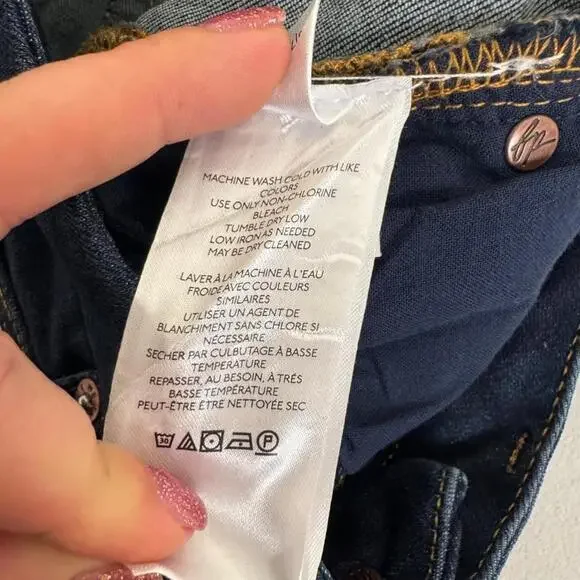 MACHINE WASH COLD WITH LIKE
COLORS
USE ONLY NON-CHLORINE
BLEACH
TUMBLE DRY LOW
LOW IRON AS NEEDED
MAY BE DRY CLEANED
LAVER À LA MACHINE À L'EAU
FROIDE AVEC COULEURS
SIMILAIRES
UTILISER UN AGENT DE
BLANCHIMENT SANS CHLORE SI
NÉCESSAIRE
SECHER PAR CULBUTAGE À BASSE
TEMPERATURE
REPASSER, AU BESOIN, À TRÉS
BASSE TEMPÉRATURE
PEUT-ÊTRE ÊTRE NETTOYÉE SEC
30 P
fp